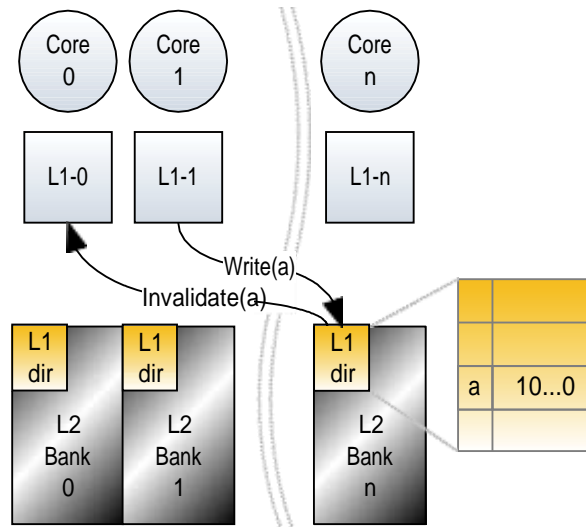 Core
0
Core
1
Core
n
L1-0
L1-1
L1-n
Write(a)
Invalidate(a)
L1
dir
L1
dir
L1
dir
a 10...0
L2
Bank
0
L2
Bank
1
L2
Bank
n